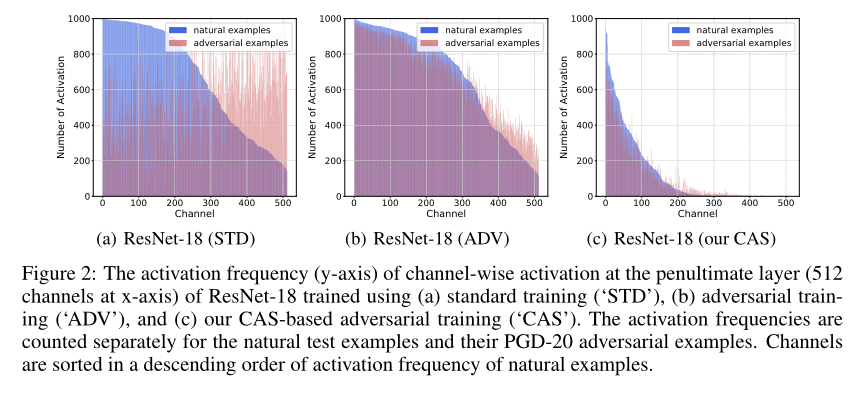 1000
800
600
400
200
0
Number of Activation
natural examples
adversarial examples
0 100 200 300 400 500
Channel
(a) ResNet-18 (STD)
1000
800
600
400
200
0
Number of Activation
natural examples
adversarial examples
0 100 200 300 400 500
Channel
(b) ResNet-18 (ADV)
1000
800
600
400
200
0
Number of Activation
natural examples
adversarial examples
0 100 200 300 400 500
Channel
(c) ResNet-18 (our CAS)
Figure 2: The activation frequency (y-axis) of channel-wise activation at the penultimate layer (512
channels at x-axis) of ResNet-18 trained using (a) standard training (‘STD’), (b) adversarial train-
ing (‘ADV’), and (c) our CAS-based adversarial training (‘CAS’). The activation frequencies are
counted separately for the natural test examples and their PGD-20 adversarial examples. Channels
are sorted in a descending order of activation frequency of natural examples.